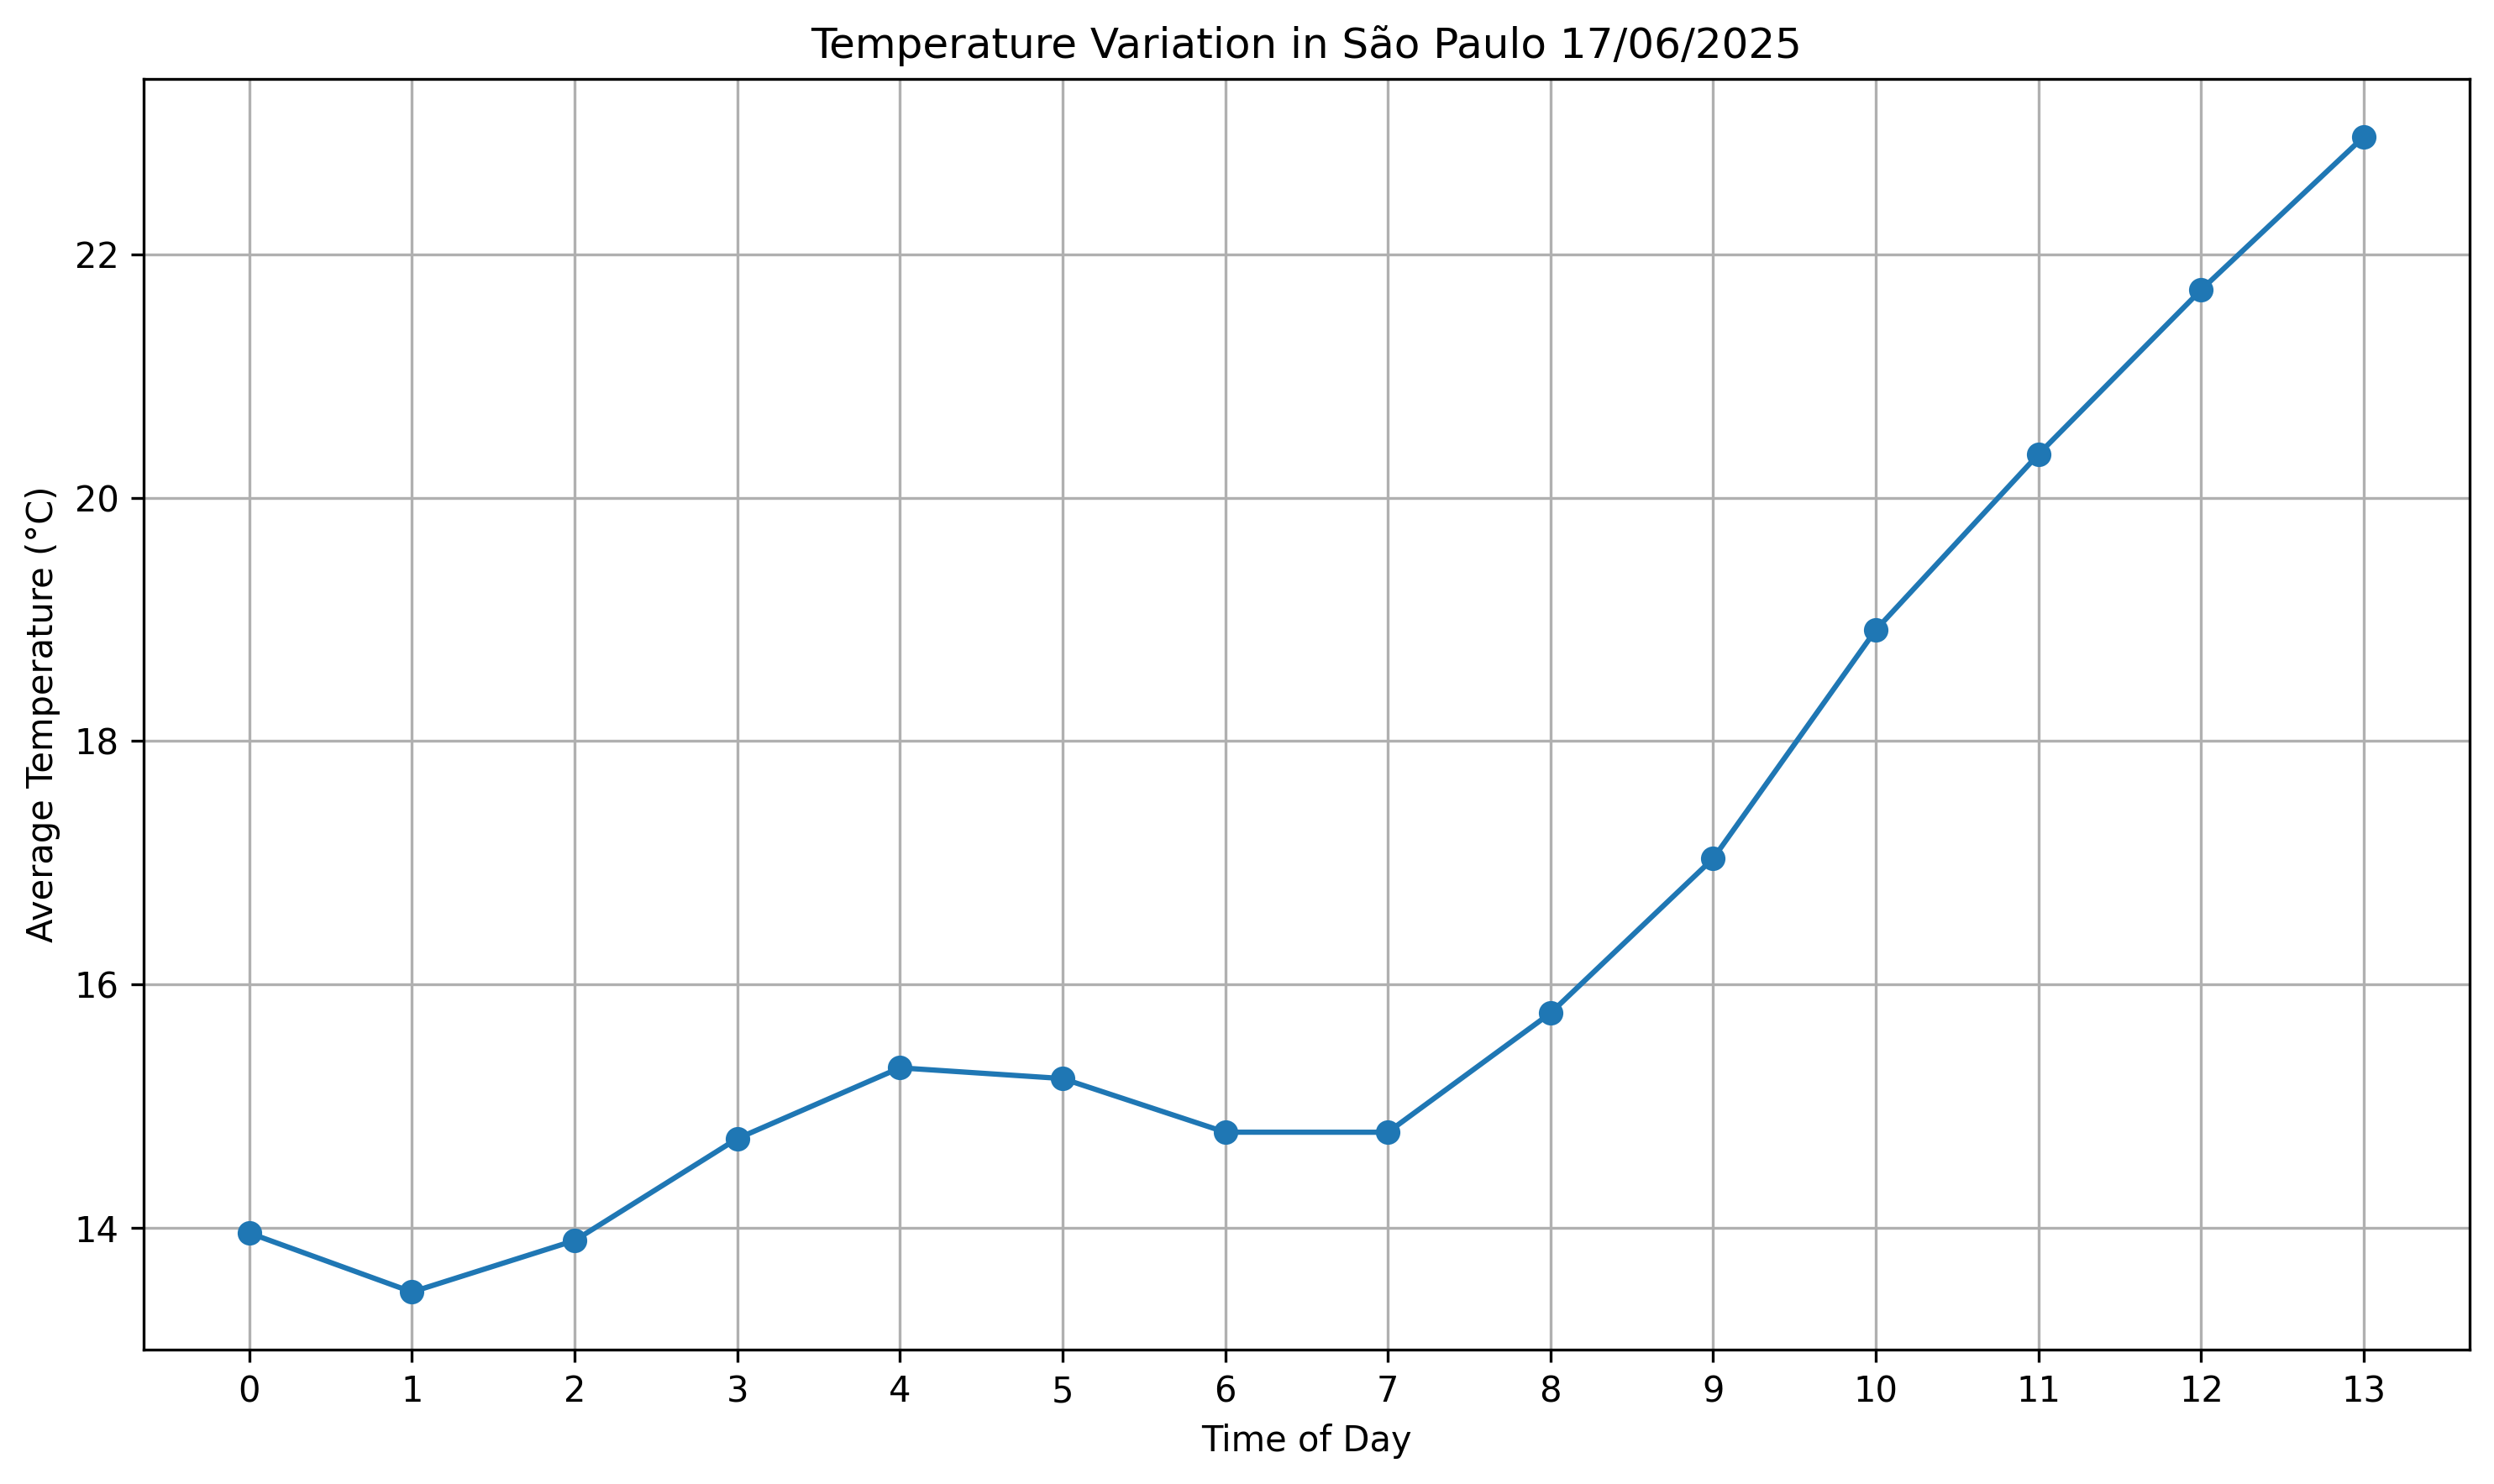 Temperature Variation in São Paulo 17/06/2025
Average Temperature (°C)
22
20
18
16
14
0 1 2 3 4 5 6 7 8 9 10 11 12 13
Time of Day